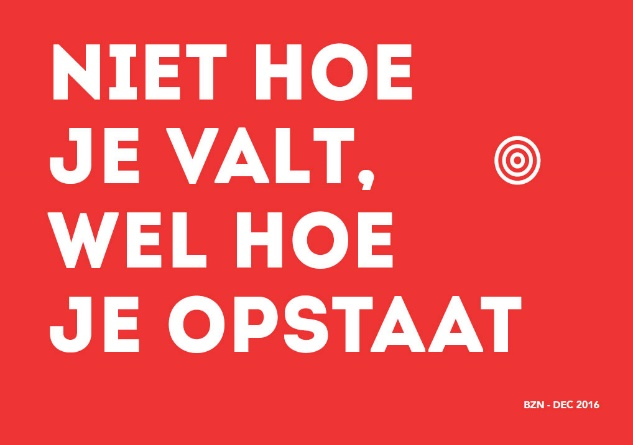 NIET HOE
JE VALT,
WEL HOE
JE OPSTAAT
BZN - DEC 2016